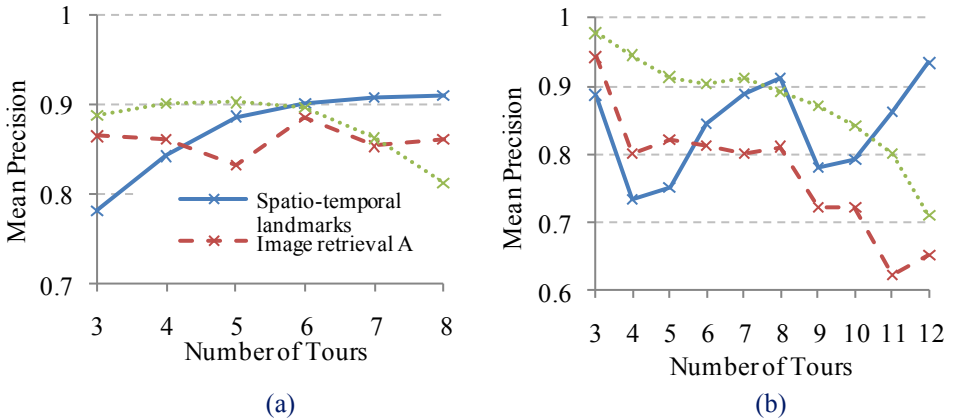 Mean Precision
1
0.9
0.8
0.7
Spatio-temporal
landmarks
Image retrieval A
3 4 5 6 7 8
Number of Tours
(a)
Mean Precision
1
0.9
0.8
0.7
0.6
3 4 5 6 7 8 9 10 11 12
Number of Tours
(b)